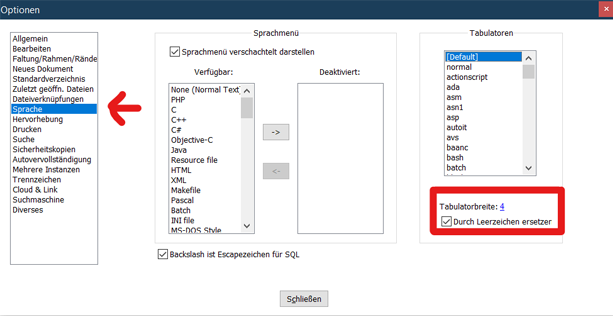 Optionen
Allgemein
Bearbeiten
Faltung/Rahmen/Rände
Neues Dokument
Standardverzeichnis
Zuletzt geöffn. Dateien
Dateiverknüpfungen
Sprache
Hervorhebung
Drucken
Suche
Sicherheitskopien
Autovervollständigung
Mehrere Instanzen
Trennzeichen
Cloud & Link
Suchmaschine
Diverses
Sprachmenü
Sprachmenü verschachtelt darstellen
Verfügbar:
None (Normal Text)
PHP
C
C++
C#
Objective-C
Java
Resource file
HTML
XML
Makefile
Pascal
Batch
INI file
MS-DOS Style
->
<-
Deaktiviert:
Backslash ist Escapezeichen für SQL
Tabulatoren
[Default]
normal
actionscript
ada
asm
asn1
asp
autoit
avs
baanc
bash
batch
Tabulatorbreite: 4
Durch Leerzeichen ersetzer
Schließen